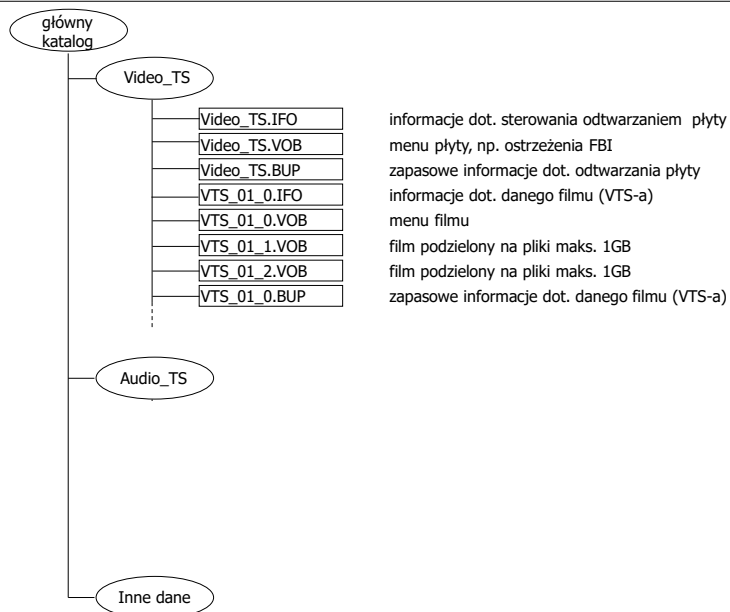 główny
katalog
Video_TS
Video_TS.IFO informacje dot. sterowania odtwarzaniem płyty
Video_TS.VOB menu płyty, np. ostrzeżenia FBI
Video_TS.BUP zapasowe informacje dot. odtwarzania płyty
VTS_01_0.IFO informacje dot. danego filmu (VTS-a)
VTS_01_0.VOB menu filmu
VTS_01_1.VOB film podzielony na pliki maks. 1GB
VTS_01_2.VOB film podzielony na pliki maks. 1GB
VTS_01_0.BUP zapasowe informacje dot. danego filmu (VTS-a)
Audio_TS
Inne dane